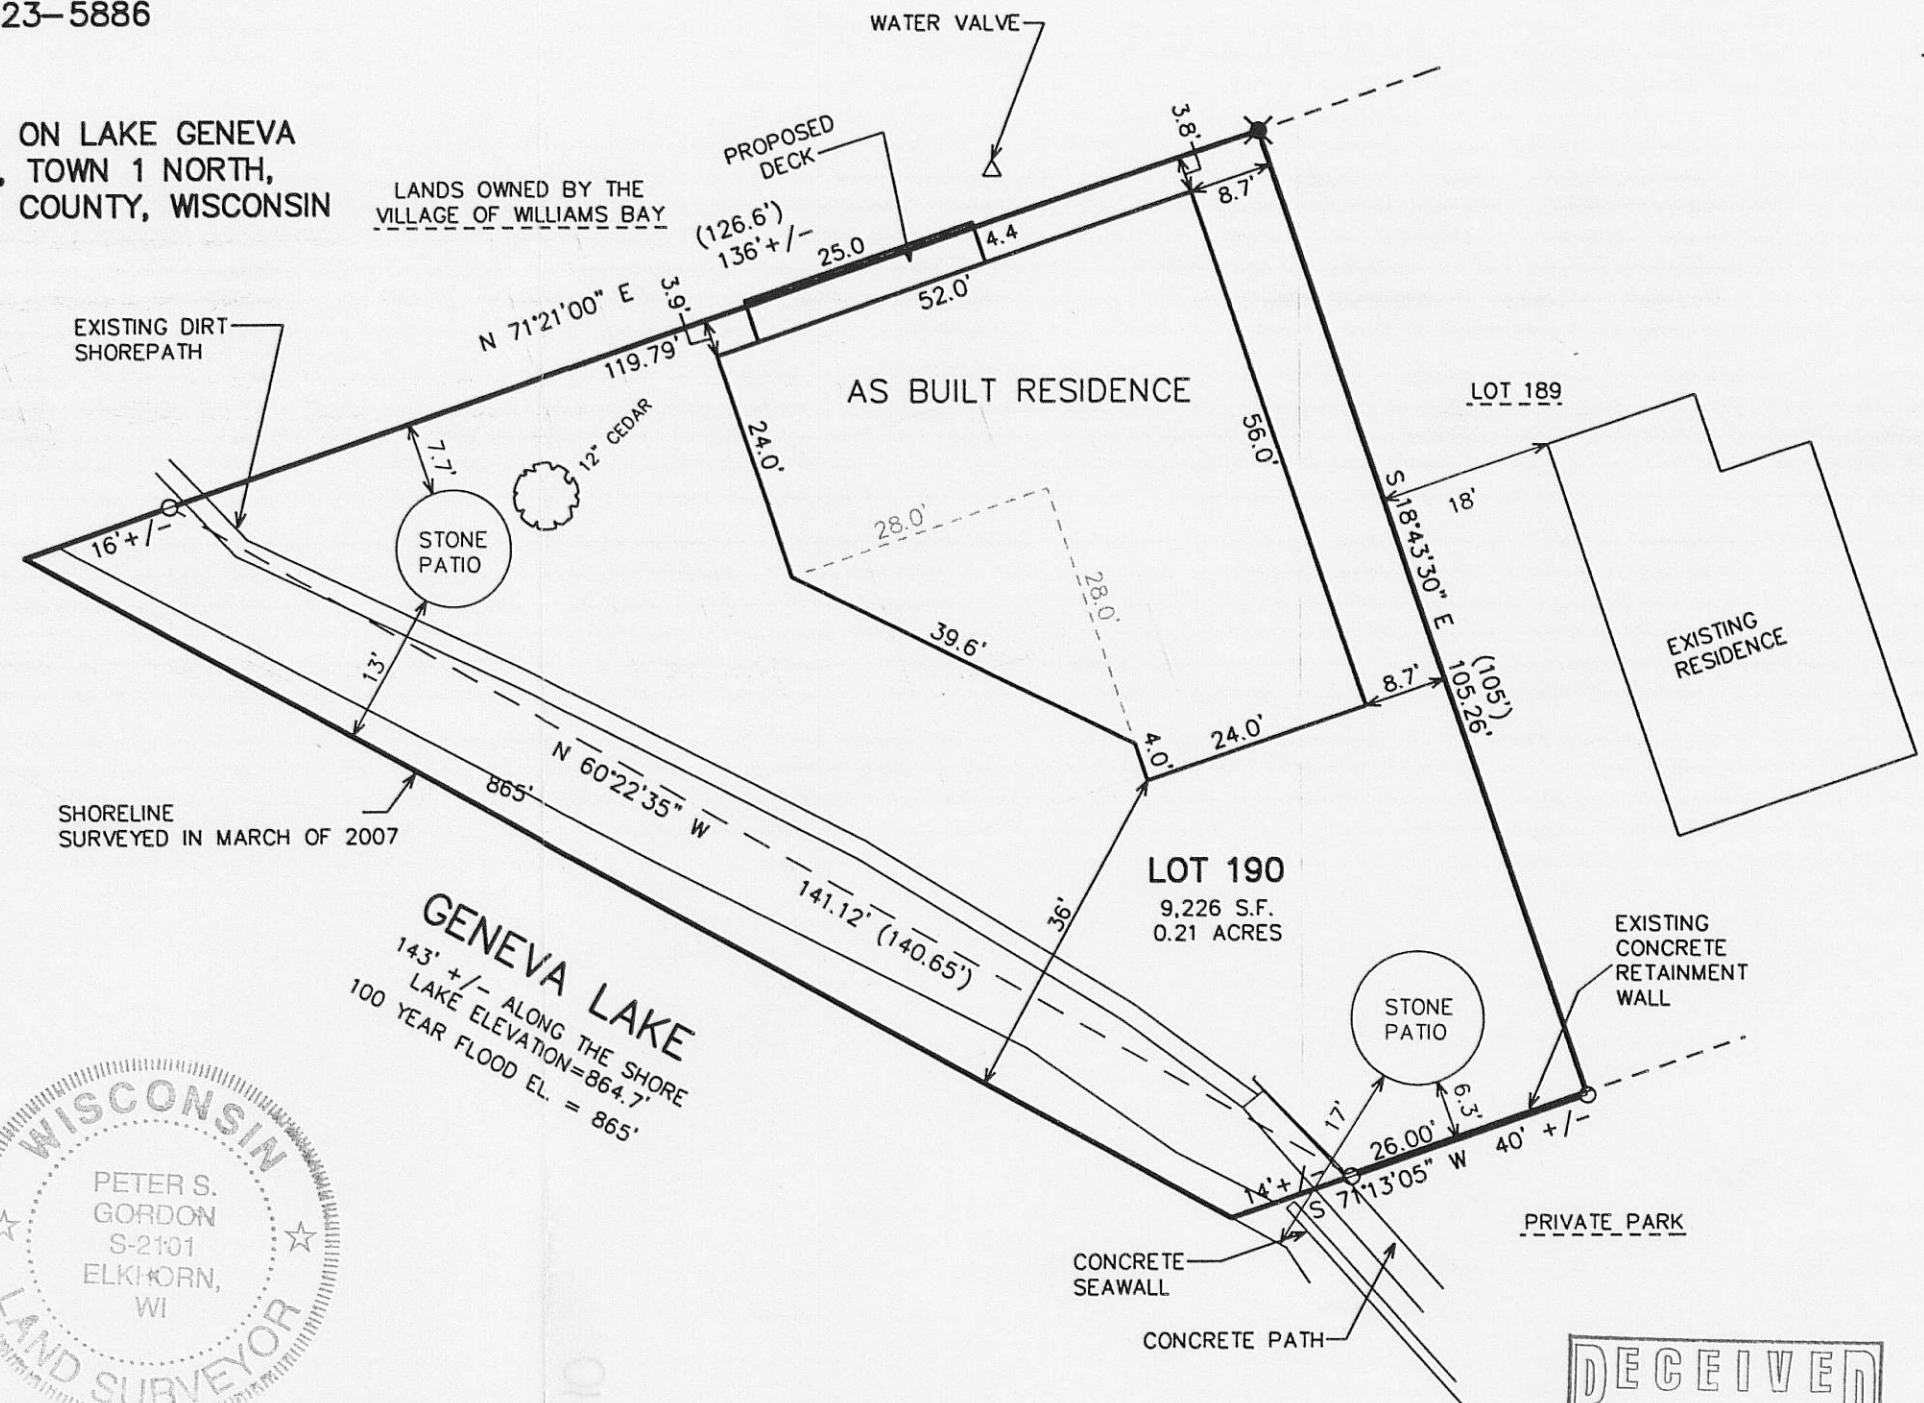 23-5886
ON LAKE GENEVA
TOWN 1 NORTH,
COUNTY, WISCONSIN
LANDS OWNED BY THE
VILLAGE OF WILLIAMS BAY
WATER VALVE
PROPOSED
DECK
3.8'
8.7'
(126.6')
136'+/-
25.0
4.4
52.0'
N 71°21'00" E
3.9'
119.79'
EXISTING DIRT
SHOREPATH
AS BUILT RESIDENCE
LOT 189
12" CEDAR
24.0'
56.0'
7.7'
18'
S 18°43'30" E
(105')
105.26'
16'+/-
STONE
PATIO
28.0'
28.0'
39.6'
EXISTING
RESIDENCE
13'
8.7'
24.0'
4.0'
N 60°22'35" W
865'
SHORELINE
SURVEYED IN MARCH OF 2007
141.12' (140.65')
36'
LOT 190
9,226 S.F.
0.21 ACRES
EXISTING
CONCRETE
RETAINMENT
WALL
GENEVA LAKE
143' +/- ALONG THE SHORE
LAKE ELEVATION=864.7'
100 YEAR FLOOD EL. = 865'
STONE
PATIO
17'
6.3'
26.00'
40' +/-
14'+/-
S 71°13'05" W
PRIVATE PARK
CONCRETE
SEAWALL
CONCRETE PATH
WISCONSIN
PETER S.
GORDON
S-2101
ELKHORN,
WI
LAND SURVEYOR
DECEIVED